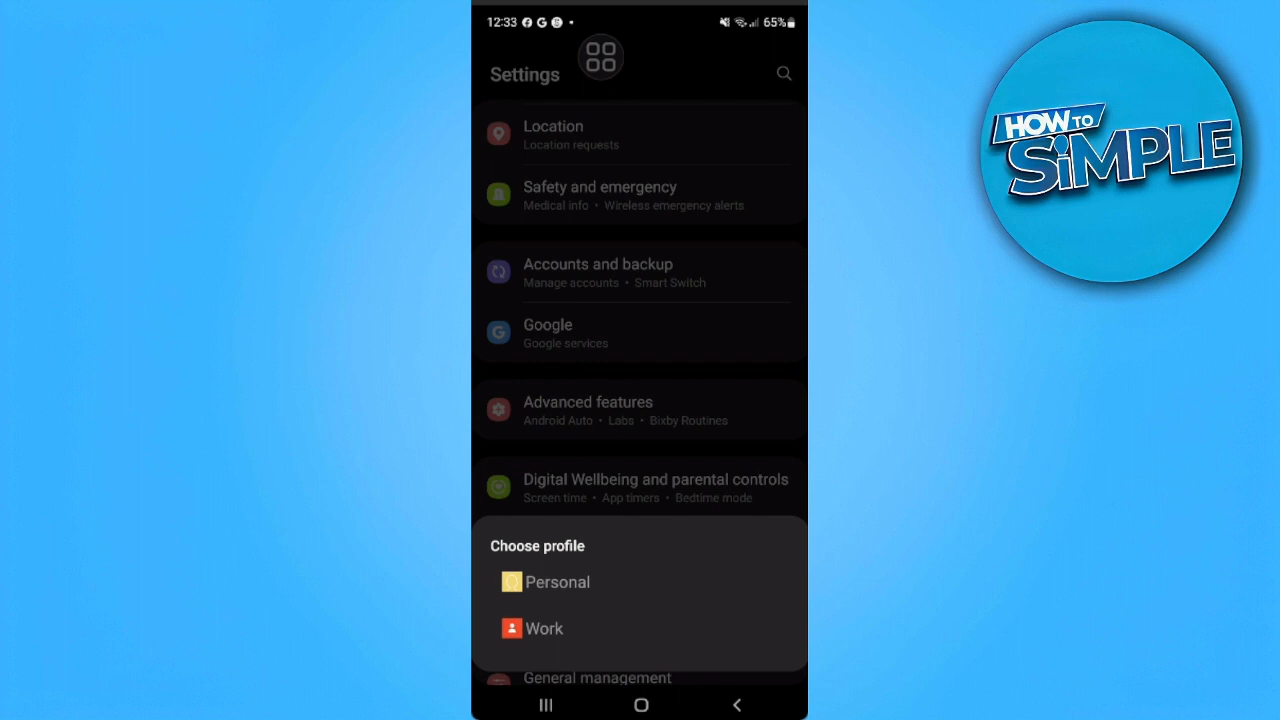 12:33
65%
Settings
Location
Location requests
Safety and emergency
Medical info • Wireless emergency alerts
Accounts and backup
Manage accounts • Smart Switch
Google
Google services
Advanced features
Android Auto • Labs • Bixby Routines
Digital Wellbeing and parental controls
Screen time • App timers • Bedtime mode
Choose profile
Personal
Work
General management
HOW TO
SiMPLE